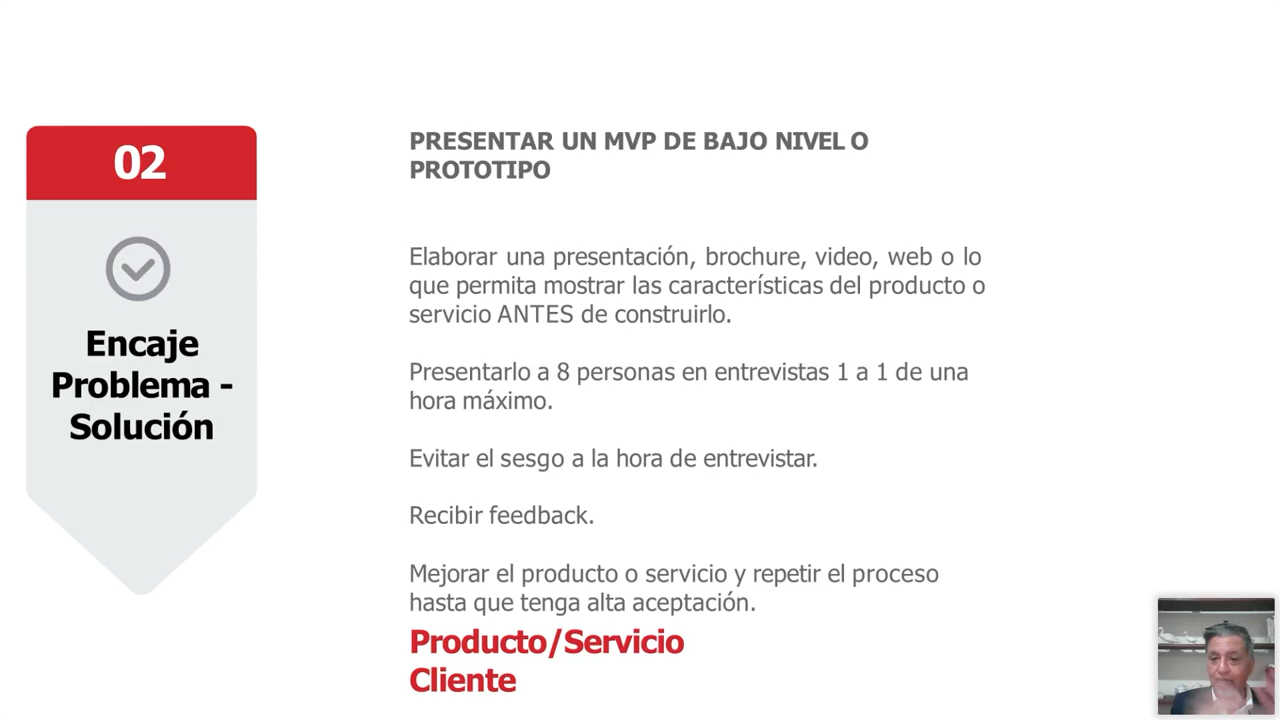 02
Encaje
Problema -
Solución
PRESENTAR UN MVP DE BAJO NIVEL O
PROTOTIPO
Elaborar una presentación, brochure, video, web o lo
que permita mostrar las características del producto o
servicio ANTES de construirlo.
Presentarlo a 8 personas en entrevistas 1 a 1 de una
hora máximo.
Evitar el sesgo a la hora de entrevistar.
Recibir feedback.
Mejorar el producto o servicio y repetir el proceso
hasta que tenga alta aceptación.
Producto/Servicio
Cliente